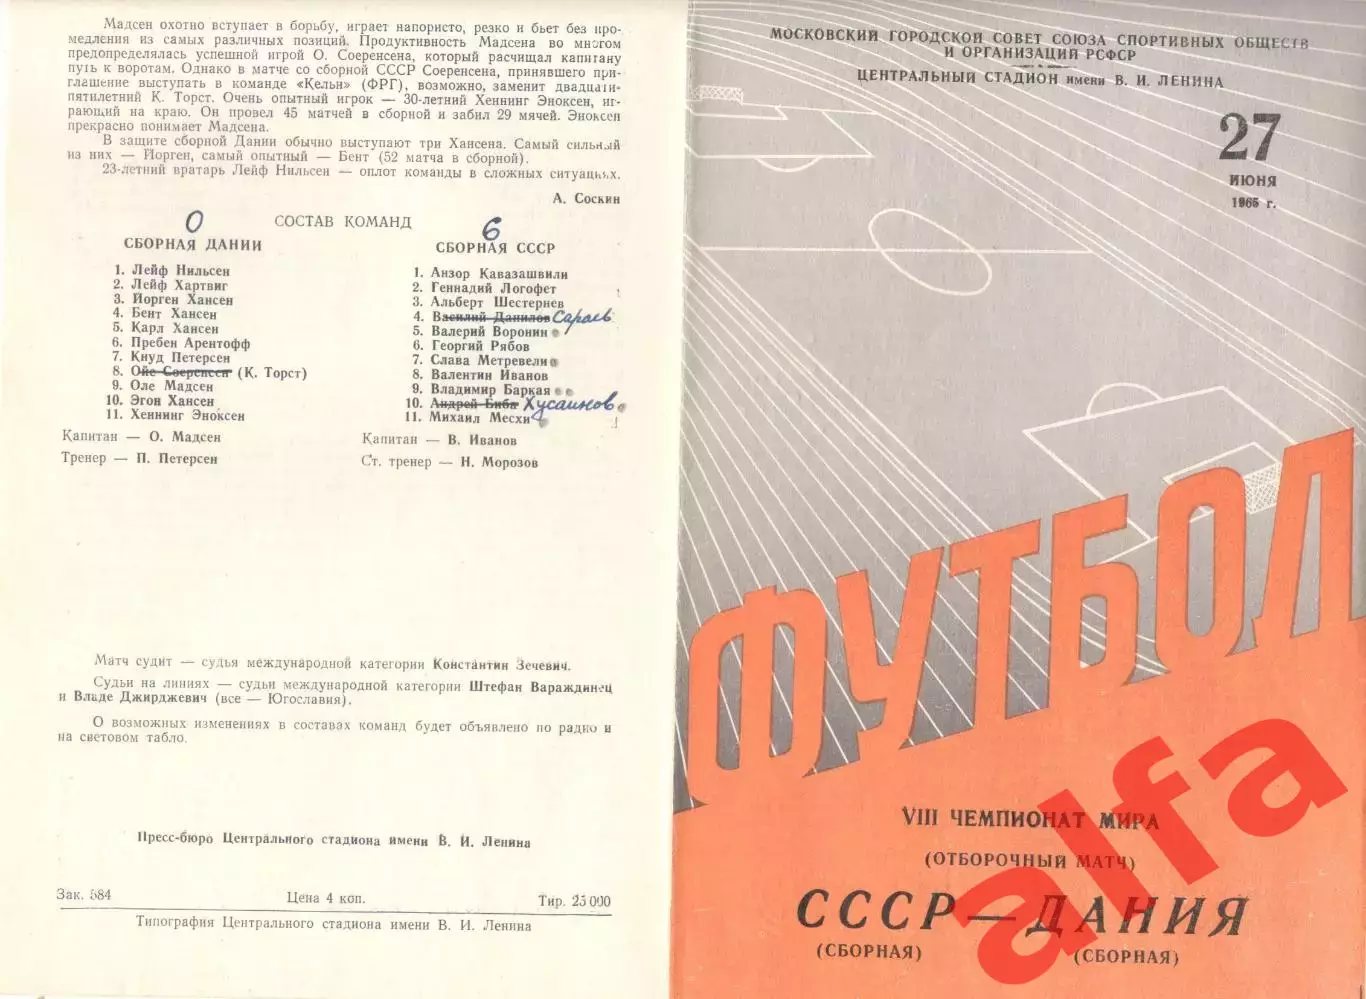 Мадсен охотно вступает в борьбу, играет напористо, резко и бьет без про-
медления из самых различных позиций. Продуктивность Мадсена во многом
предопределялась успешной игрой О. Соеренсена, который расчищал капитану
путь к воротам. Однако в матче со сборной СССР Соеренсена, принявшего при-
глашение выступать в команде «Кельн» (ФРГ), возможно, заменит двадцати-
пятилетний К. Торст. Очень опытный игрок — 30-летний Хеннинг Эноксен, иг-
рающий на краю. Он провел 45 матчей в сборной и забил 29 мячей. Эноксен
прекрасно понимает Мадсена.
В защите сборной Дании обычно выступают три Хансена. Самый сильный
из них — Йорген, самый опытный — Бент (52 матча в сборной).
23-летний вратарь Лейф Нильсен — оплот команды в сложных ситуациях.
А. Соскин
0 СОСТАВ КОМАНД 6
СБОРНАЯ ДАНИИ
1. Лейф Нильсен
2. Лейф Хартвиг
3. Йорген Хансен
4. Бент Хансен
5. Карл Хансен
6. Пребен Арентофф
7. Кнуд Петерсен
8. Ойе Соеренсен (К. Торст)
9. Оле Мадсен
10. Эгон Хансен
11. Хеннинг Эноксен
Капитан — О. Мадсен
Тренер — П. Петерсен
СБОРНАЯ СССР
1. Анзор Кавазашвили
2. Геннадий Логофет
3. Альберт Шестернев
4. Василий Данилов Сараев
5. Валерий Воронин
6. Георгий Рябов
7. Слава Метревели
8. Валентин Иванов
9. Владимир Баркая
10. Андрей Биба Хусаинов
11. Михаил Месхи
Капитан — В. Иванов
Ст. тренер — Н. Морозов
Матч судит — судья международной категории Константин Зечевич.
Судьи на линиях — судьи международной категории Штефан Вараждинец
и Владе Джирджевич (все — Югославия).
О возможных изменениях в составах команд будет объявлено по радио и
на световом табло.
Пресс-бюро Центрального стадиона имени В. И. Ленина
Зак. 584 Цена 4 коп. Тир. 25 000
Типография Центрального стадиона имени В. И. Ленина
МОСКОВСКИЙ ГОРОДСКОЙ СОВЕТ СОЮЗА СПОРТИВНЫХ ОБЩЕСТВ
И ОРГАНИЗАЦИЙ РСФСР
ЦЕНТРАЛЬНЫЙ СТАДИОН имени В. И. ЛЕНИНА
27
ИЮНЯ
1965 г.
ФУТБОЛ
VIII ЧЕМПИОНАТ МИРА
(ОТБОРОЧНЫЙ МАТЧ)
СССР — ДАНИЯ
(СБОРНАЯ) (СБОРНАЯ)
alfa